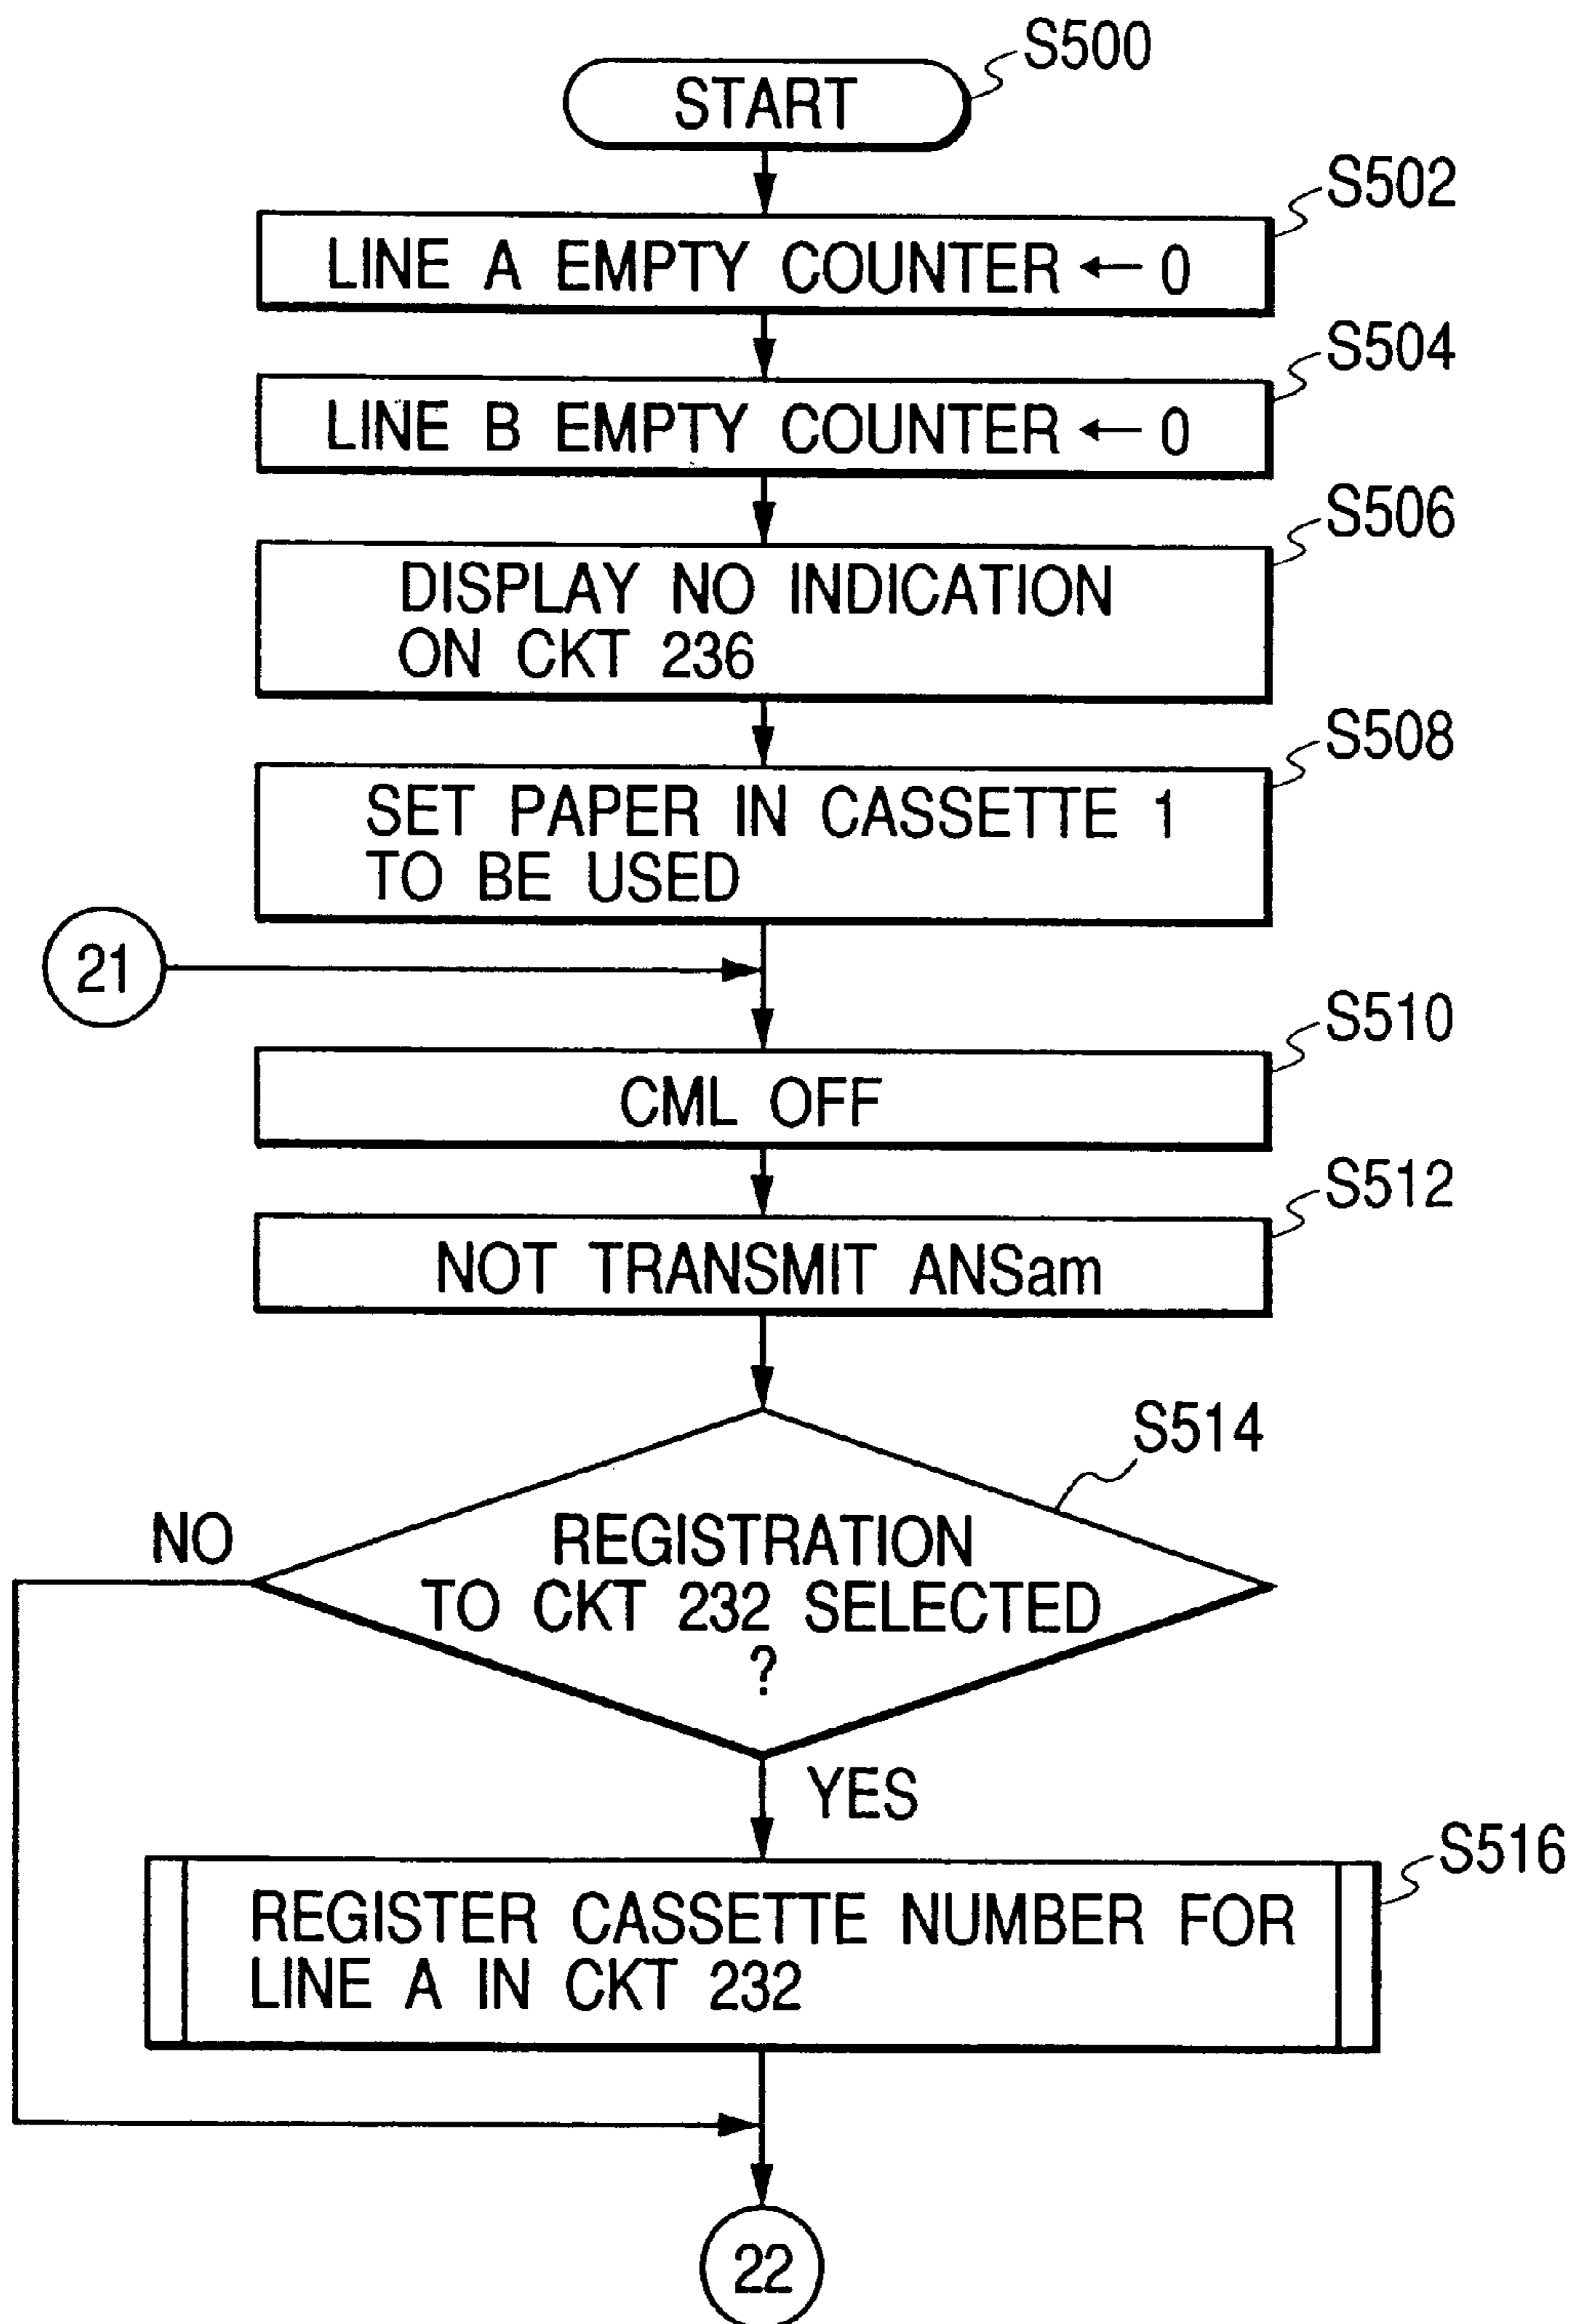 S500
START
S502
LINE A EMPTY COUNTER ← 0
S504
LINE B EMPTY COUNTER ← 0
S506
DISPLAY NO INDICATION
ON CKT 236
S508
SET PAPER IN CASSETTE 1
TO BE USED
21
S510
CML OFF
S512
NOT TRANSMIT ANSam
S514
NO
REGISTRATION
TO CKT 232 SELECTED
?
YES
S516
REGISTER CASSETTE NUMBER FOR
LINE A IN CKT 232
22